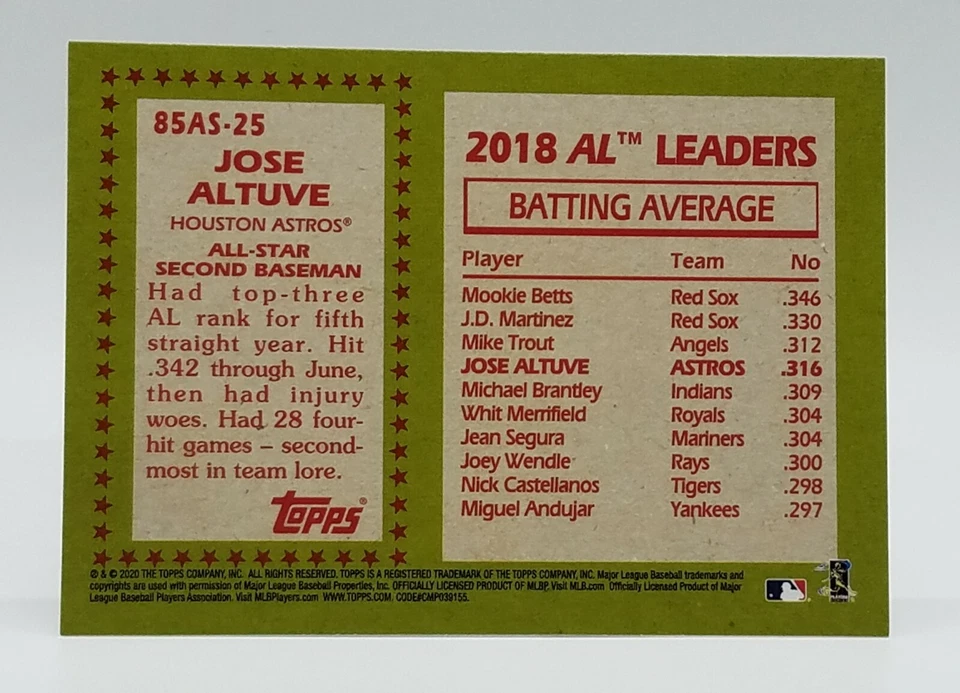 85AS-25
JOSE
ALTUVE
HOUSTON ASTROS®
ALL-STAR
SECOND BASEMAN
Had top-three
AL rank for fifth
straight year. Hit
.342 through June,
then had injury
woes. Had 28 four-
hit games – second-
most in team lore.
Topps®
2018 AL™ LEADERS
BATTING AVERAGE
Player Team No
Mookie Betts Red Sox .346
J.D. Martinez Red Sox .330
Mike Trout Angels .312
JOSE ALTUVE ASTROS .316
Michael Brantley Indians .309
Whit Merrifield Royals .304
Jean Segura Mariners .304
Joey Wendle Rays .300
Nick Castellanos Tigers .298
Miguel Andujar Yankees .297
® & © 2020 THE TOPPS COMPANY, INC. ALL RIGHTS RESERVED. TOPPS IS A REGISTERED TRADEMARK OF THE TOPPS COMPANY, INC. Major League Baseball trademarks and
copyrights are used with permission of Major League Baseball Properties, Inc. OFFICIALLY LICENSED PRODUCT OF MLBP. Visit MLB.com Officially Licensed Product of Major
League Baseball Players Association. Visit MLBPlayers.com WWW.TOPPS.COM. CODE#CMP039155.